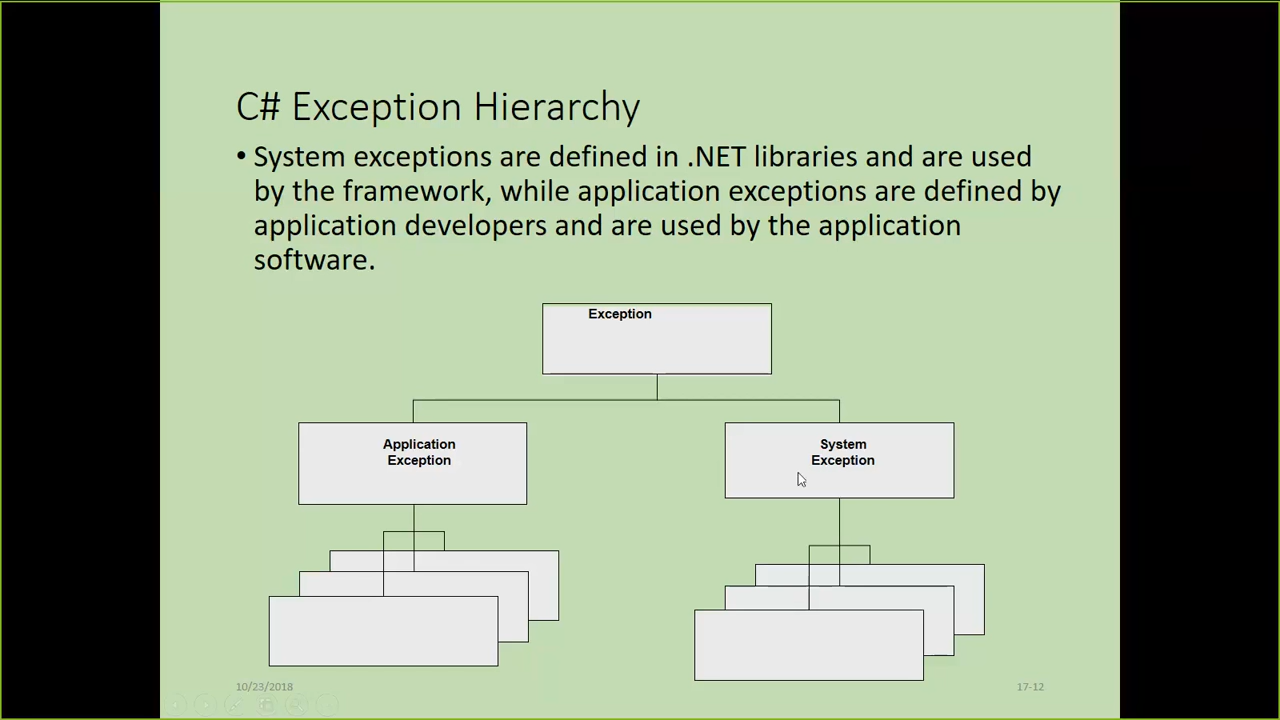 C# Exception Hierarchy
• System exceptions are defined in .NET libraries and are used
by the framework, while application exceptions are defined by
application developers and are used by the application
software.
Exception
Application
Exception
System
Exception
10/23/2018
17-12